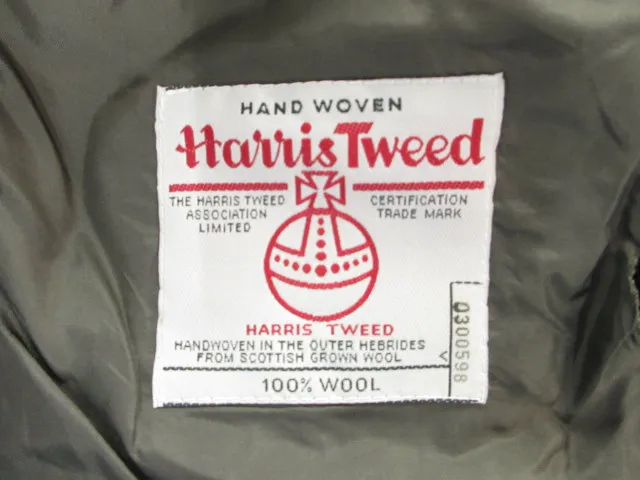 HAND WOVEN
Harris Tweed
THE HARRIS TWEED
ASSOCIATION
LIMITED
CERTIFICATION
TRADE MARK
HARRIS TWEED
HANDWOVEN IN THE OUTER HEBRIDES
FROM SCOTTISH GROWN WOOL
100% WOOL
0300598
V